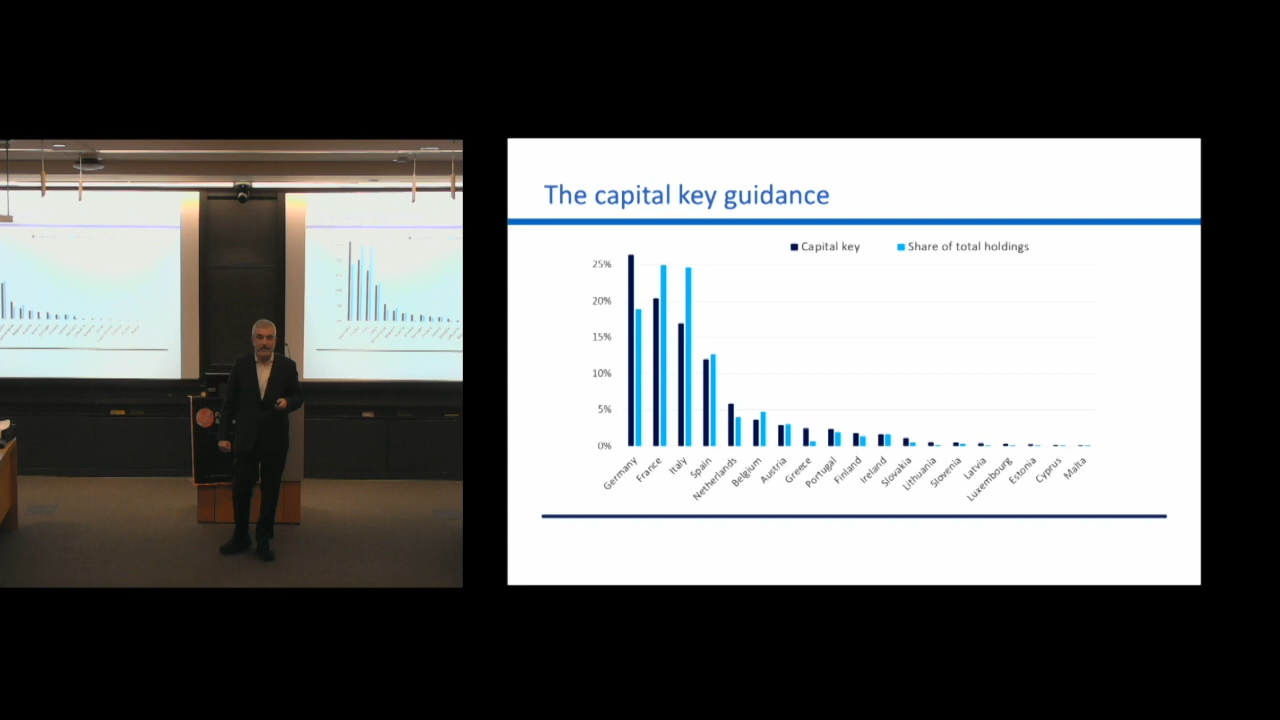 The capital key guidance
Capital key
Share of total holdings
25%
20%
15%
10%
5%
0%
Germany
France
Italy
Spain
Netherlands
Belgium
Austria
Greece
Portugal
Finland
Ireland
Slovakia
Lithuania
Slovenia
Latvia
Luxembourg
Estonia
Cyprus
Malta